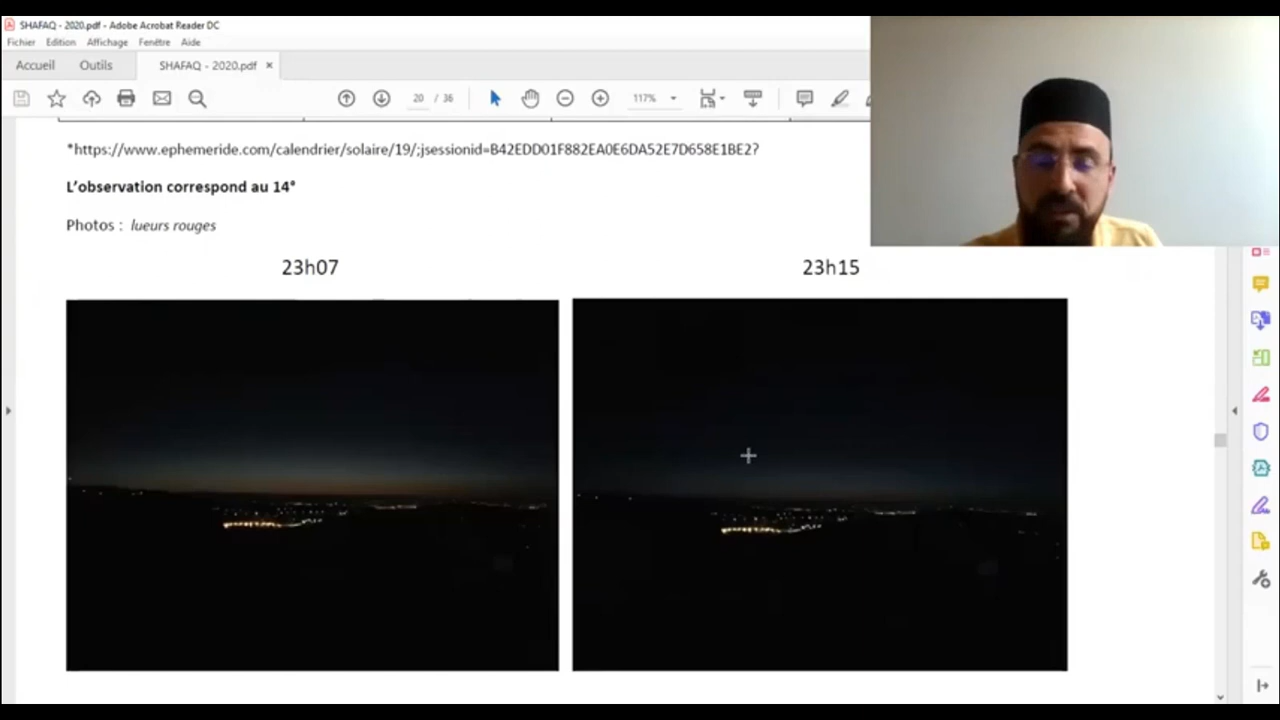 SHAFAQ - 2020.pdf - Adobe Acrobat Reader DC
Fichier Edition Affichage Fenêtre Aide
Accueil Outils SHAFAQ - 2020.pdf ×
20 / 36 117%
*https://www.ephemeride.com/calendrier/solaire/19/;jsessionid=B42EDD01F882EA0E6DA52E7D658E1BE2?
L'observation correspond au 14°
Photos : lueurs rouges
23h07 23h15